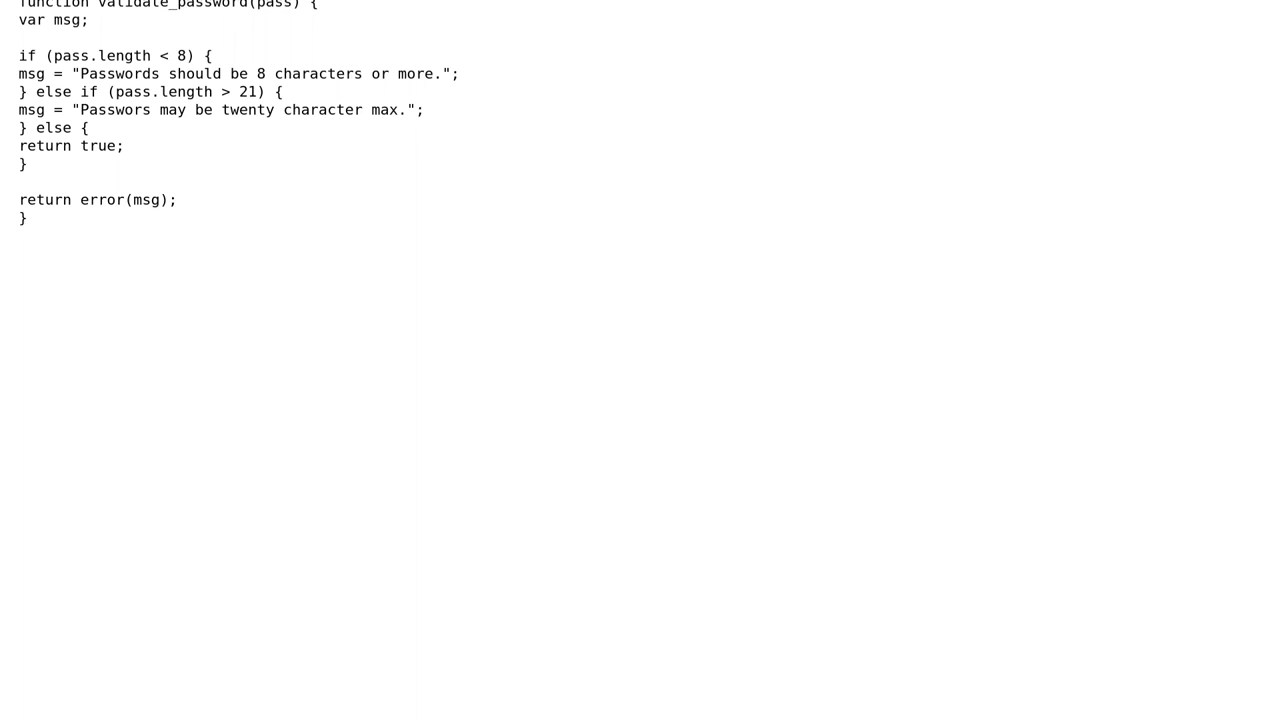 function validate_password(pass) {
var msg;

if (pass.length < 8) {
msg = "Passwords should be 8 characters or more.";
} else if (pass.length > 21) {
msg = "Passwors may be twenty character max.";
} else {
return true;
}

return error(msg);
}